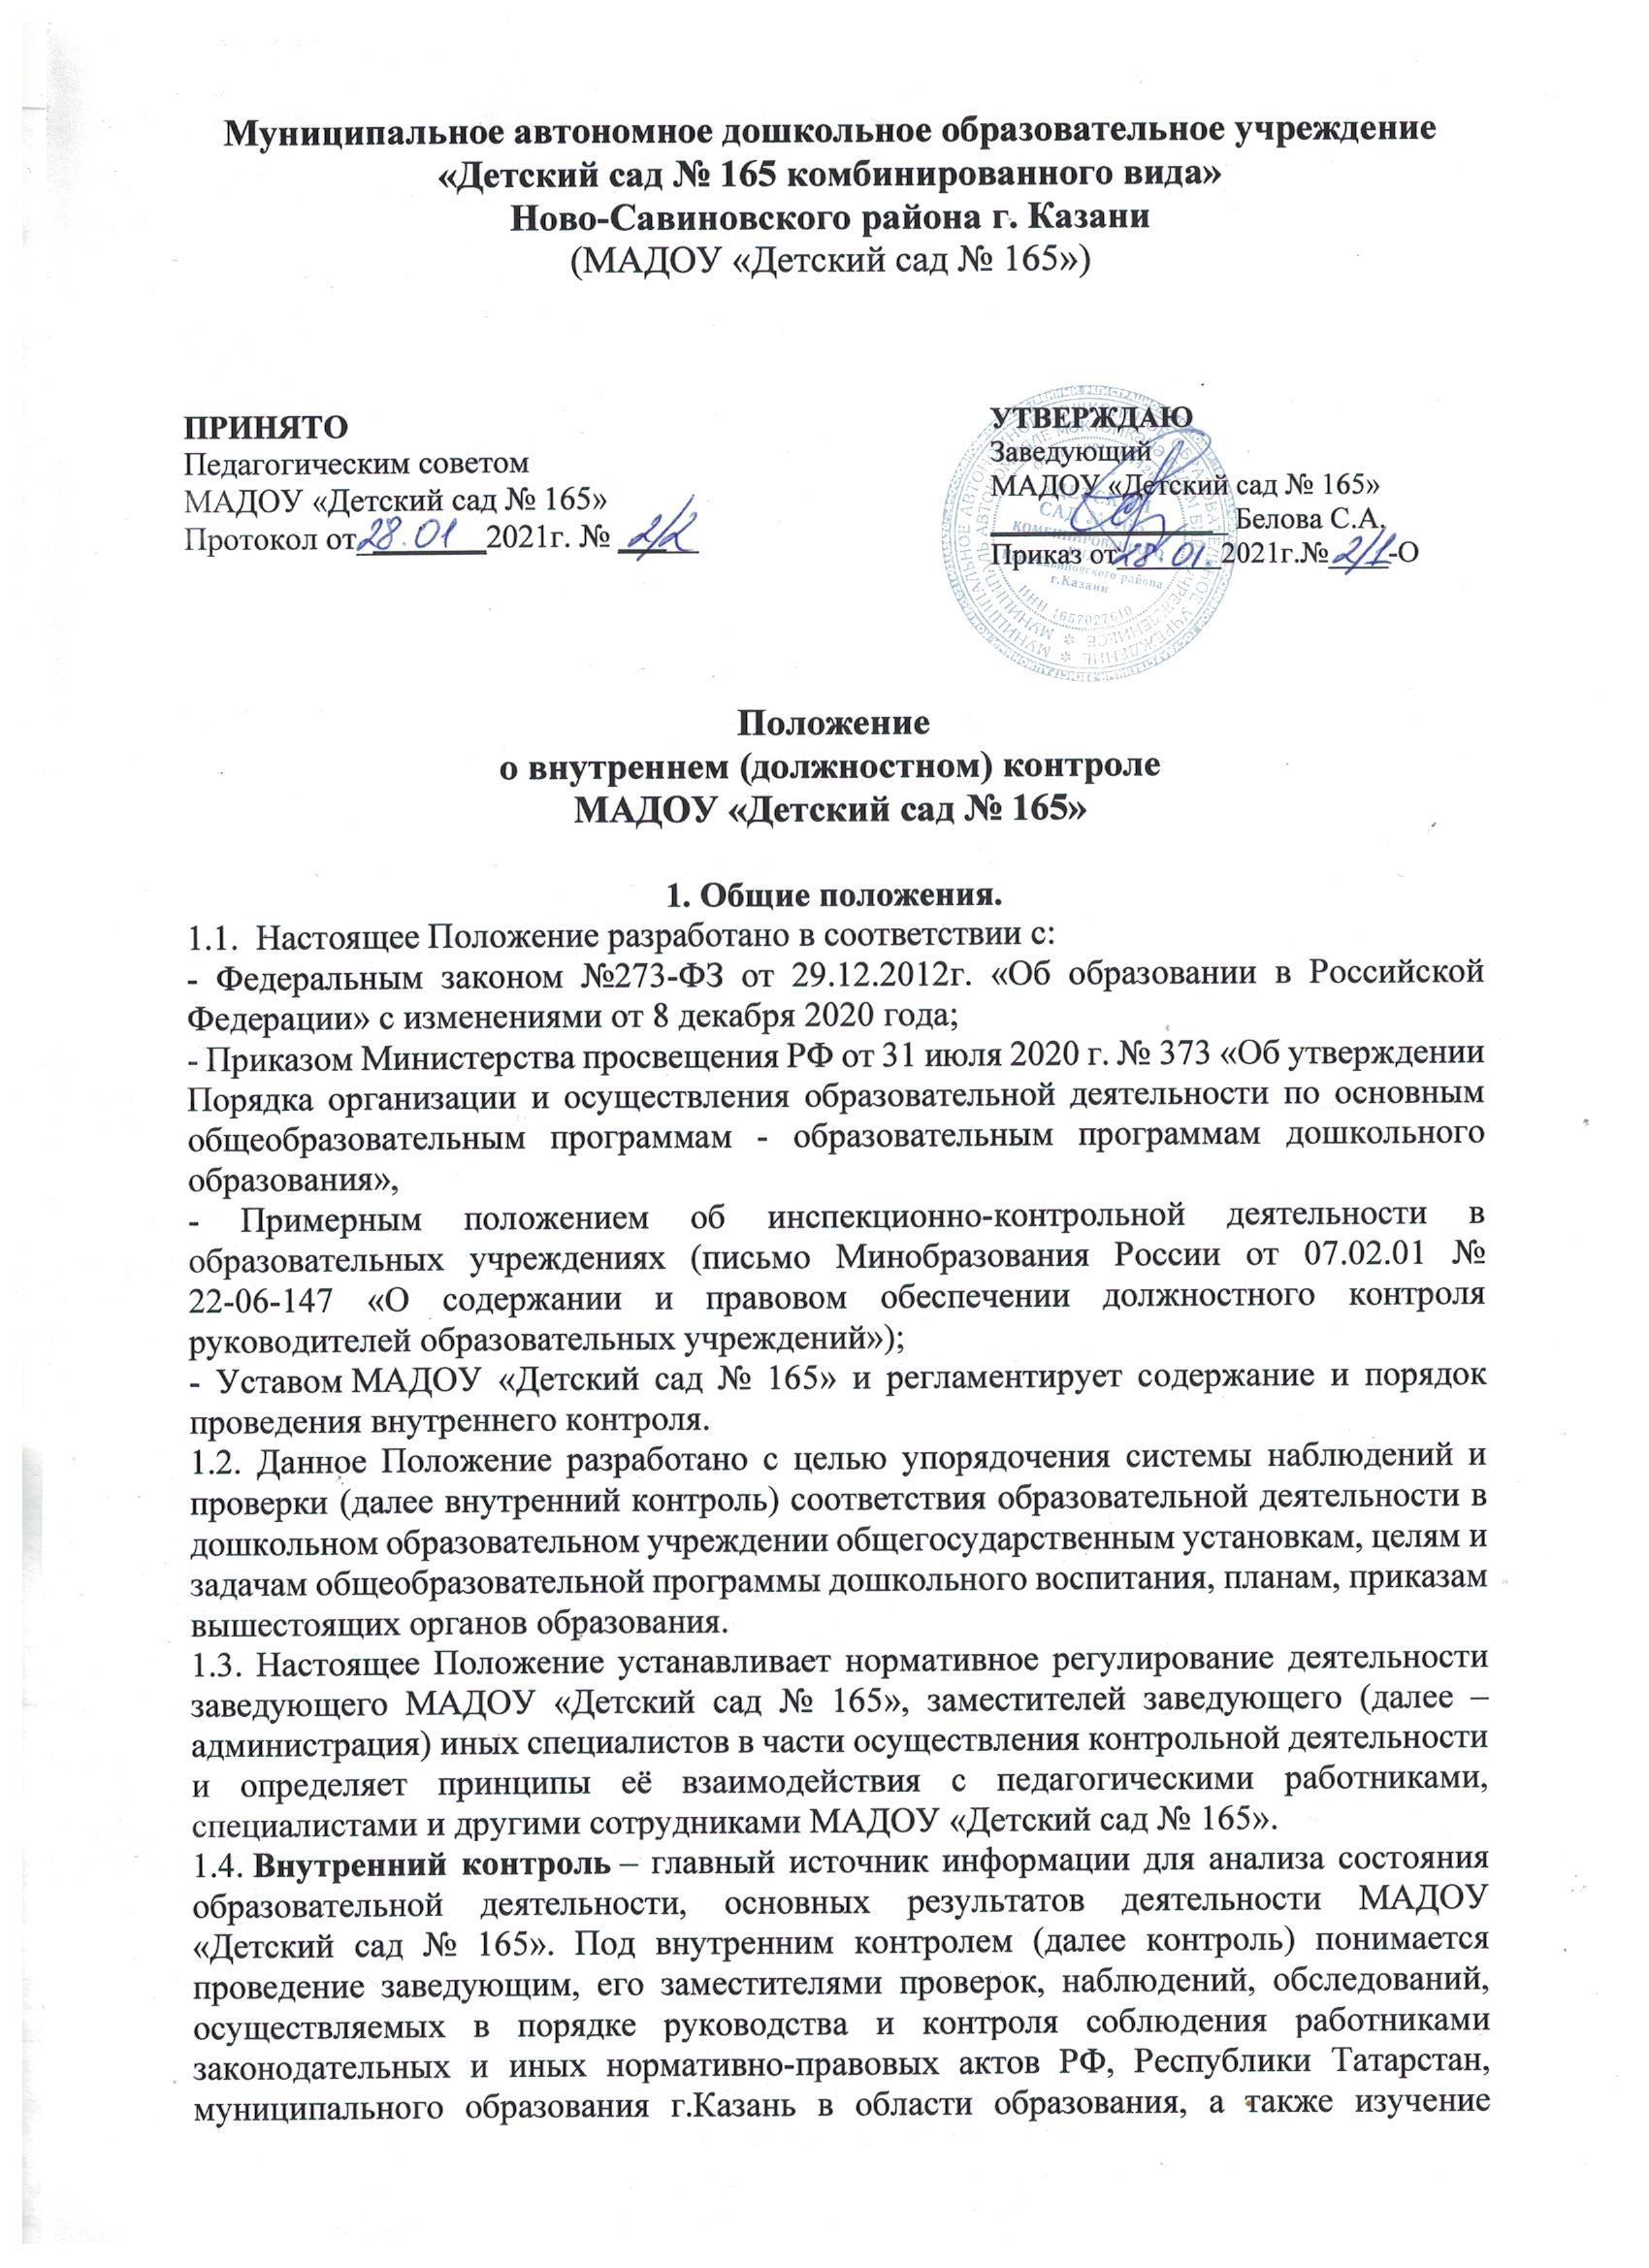 Муниципальное автономное дошкольное образовательное учреждение
«Детский сад № 165 комбинированного вида»
Ново-Савиновского района г. Казани
(МАДОУ «Детский сад № 165»)
ПРИНЯТО
Педагогическим советом
МАДОУ «Детский сад № 165»
Протокол от 28.01 2021г. № 2/2
УТВЕРЖДАЮ
Заведующий
МАДОУ «Детский сад № 165»
Белова С.А.
Приказ от 28.01. 2021г.№ 2/1-О
г.Казани
ИНН 1657027610
Положение
о внутреннем (должностном) контроле
МАДОУ «Детский сад № 165»
1. Общие положения.
1.1. Настоящее Положение разработано в соответствии с:
- Федеральным законом №273-ФЗ от 29.12.2012г. «Об образовании в Российской
Федерации» с изменениями от 8 декабря 2020 года;
- Приказом Министерства просвещения РФ от 31 июля 2020 г. № 373 «Об утверждении
Порядка организации и осуществления образовательной деятельности по основным
общеобразовательным программам - образовательным программам дошкольного
образования»,
- Примерным положением об инспекционно-контрольной деятельности в
образовательных учреждениях (письмо Минобразования России от 07.02.01 №
22-06-147 «О содержании и правовом обеспечении должностного контроля
руководителей образовательных учреждений»);
- Уставом МАДОУ «Детский сад № 165» и регламентирует содержание и порядок
проведения внутреннего контроля.
1.2. Данное Положение разработано с целью упорядочения системы наблюдений и
проверки (далее внутренний контроль) соответствия образовательной деятельности в
дошкольном образовательном учреждении общегосударственным установкам, целям и
задачам общеобразовательной программы дошкольного воспитания, планам, приказам
вышестоящих органов образования.
1.3. Настоящее Положение устанавливает нормативное регулирование деятельности
заведующего МАДОУ «Детский сад № 165», заместителей заведующего (далее –
администрация) иных специалистов в части осуществления контрольной деятельности
и определяет принципы её взаимодействия с педагогическими работниками,
специалистами и другими сотрудниками МАДОУ «Детский сад № 165».
1.4. Внутренний контроль – главный источник информации для анализа состояния
образовательной деятельности, основных результатов деятельности МАДОУ
«Детский сад № 165». Под внутренним контролем (далее контроль) понимается
проведение заведующим, его заместителями проверок, наблюдений, обследований,
осуществляемых в порядке руководства и контроля соблюдения работниками
законодательных и иных нормативно-правовых актов РФ, Республики Татарстан,
муниципального образования г.Казань в области образования, а также изучение